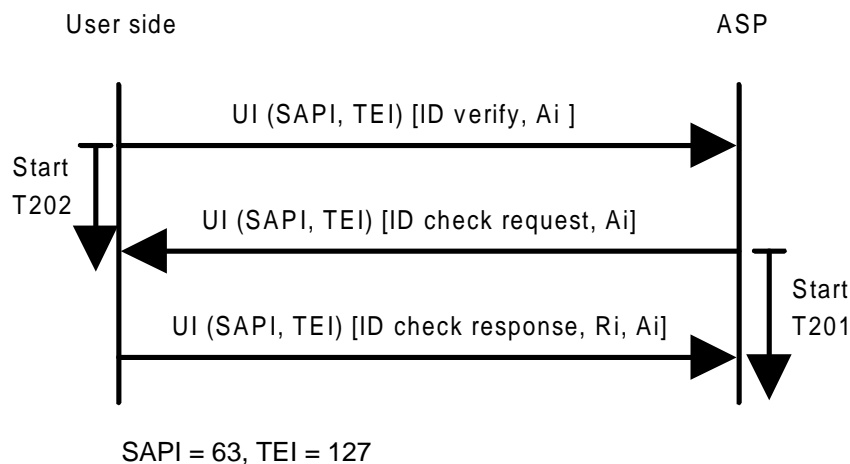 User side
ASP
UI (SAPI, TEI) [ID verify, Ai ]
Start
T202
UI (SAPI, TEI) [ID check request, Ai]
Start
T201
UI (SAPI, TEI) [ID check response, Ri, Ai]
SAPI = 63, TEI = 127